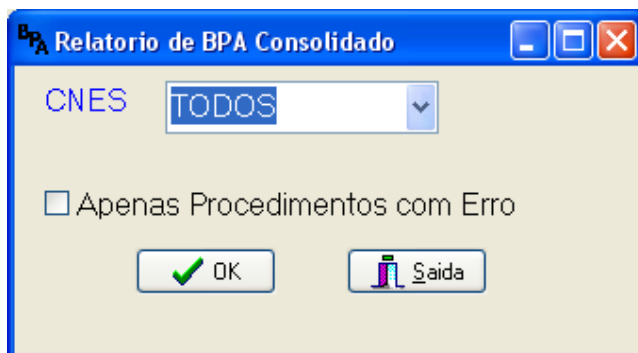 BPA Relatorio de BPA Consolidado
CNES TODOS
Apenas Procedimentos com Erro
OK Saida